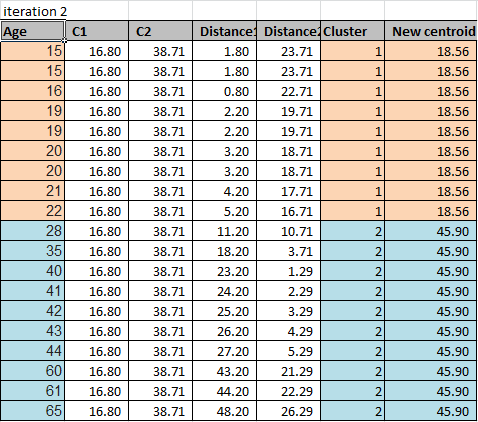 iteration 2
Age C1 C2 Distance1 Distance2 Cluster New centroid
15 16.80 38.71 1.80 23.71 1 18.56
15 16.80 38.71 1.80 23.71 1 18.56
16 16.80 38.71 0.80 22.71 1 18.56
19 16.80 38.71 2.20 19.71 1 18.56
19 16.80 38.71 2.20 19.71 1 18.56
20 16.80 38.71 3.20 18.71 1 18.56
20 16.80 38.71 3.20 18.71 1 18.56
21 16.80 38.71 4.20 17.71 1 18.56
22 16.80 38.71 5.20 16.71 1 18.56
28 16.80 38.71 11.20 10.71 2 45.90
35 16.80 38.71 18.20 3.71 2 45.90
40 16.80 38.71 23.20 1.29 2 45.90
41 16.80 38.71 24.20 2.29 2 45.90
42 16.80 38.71 25.20 3.29 2 45.90
43 16.80 38.71 26.20 4.29 2 45.90
44 16.80 38.71 27.20 5.29 2 45.90
60 16.80 38.71 43.20 21.29 2 45.90
61 16.80 38.71 44.20 22.29 2 45.90
65 16.80 38.71 48.20 26.29 2 45.90